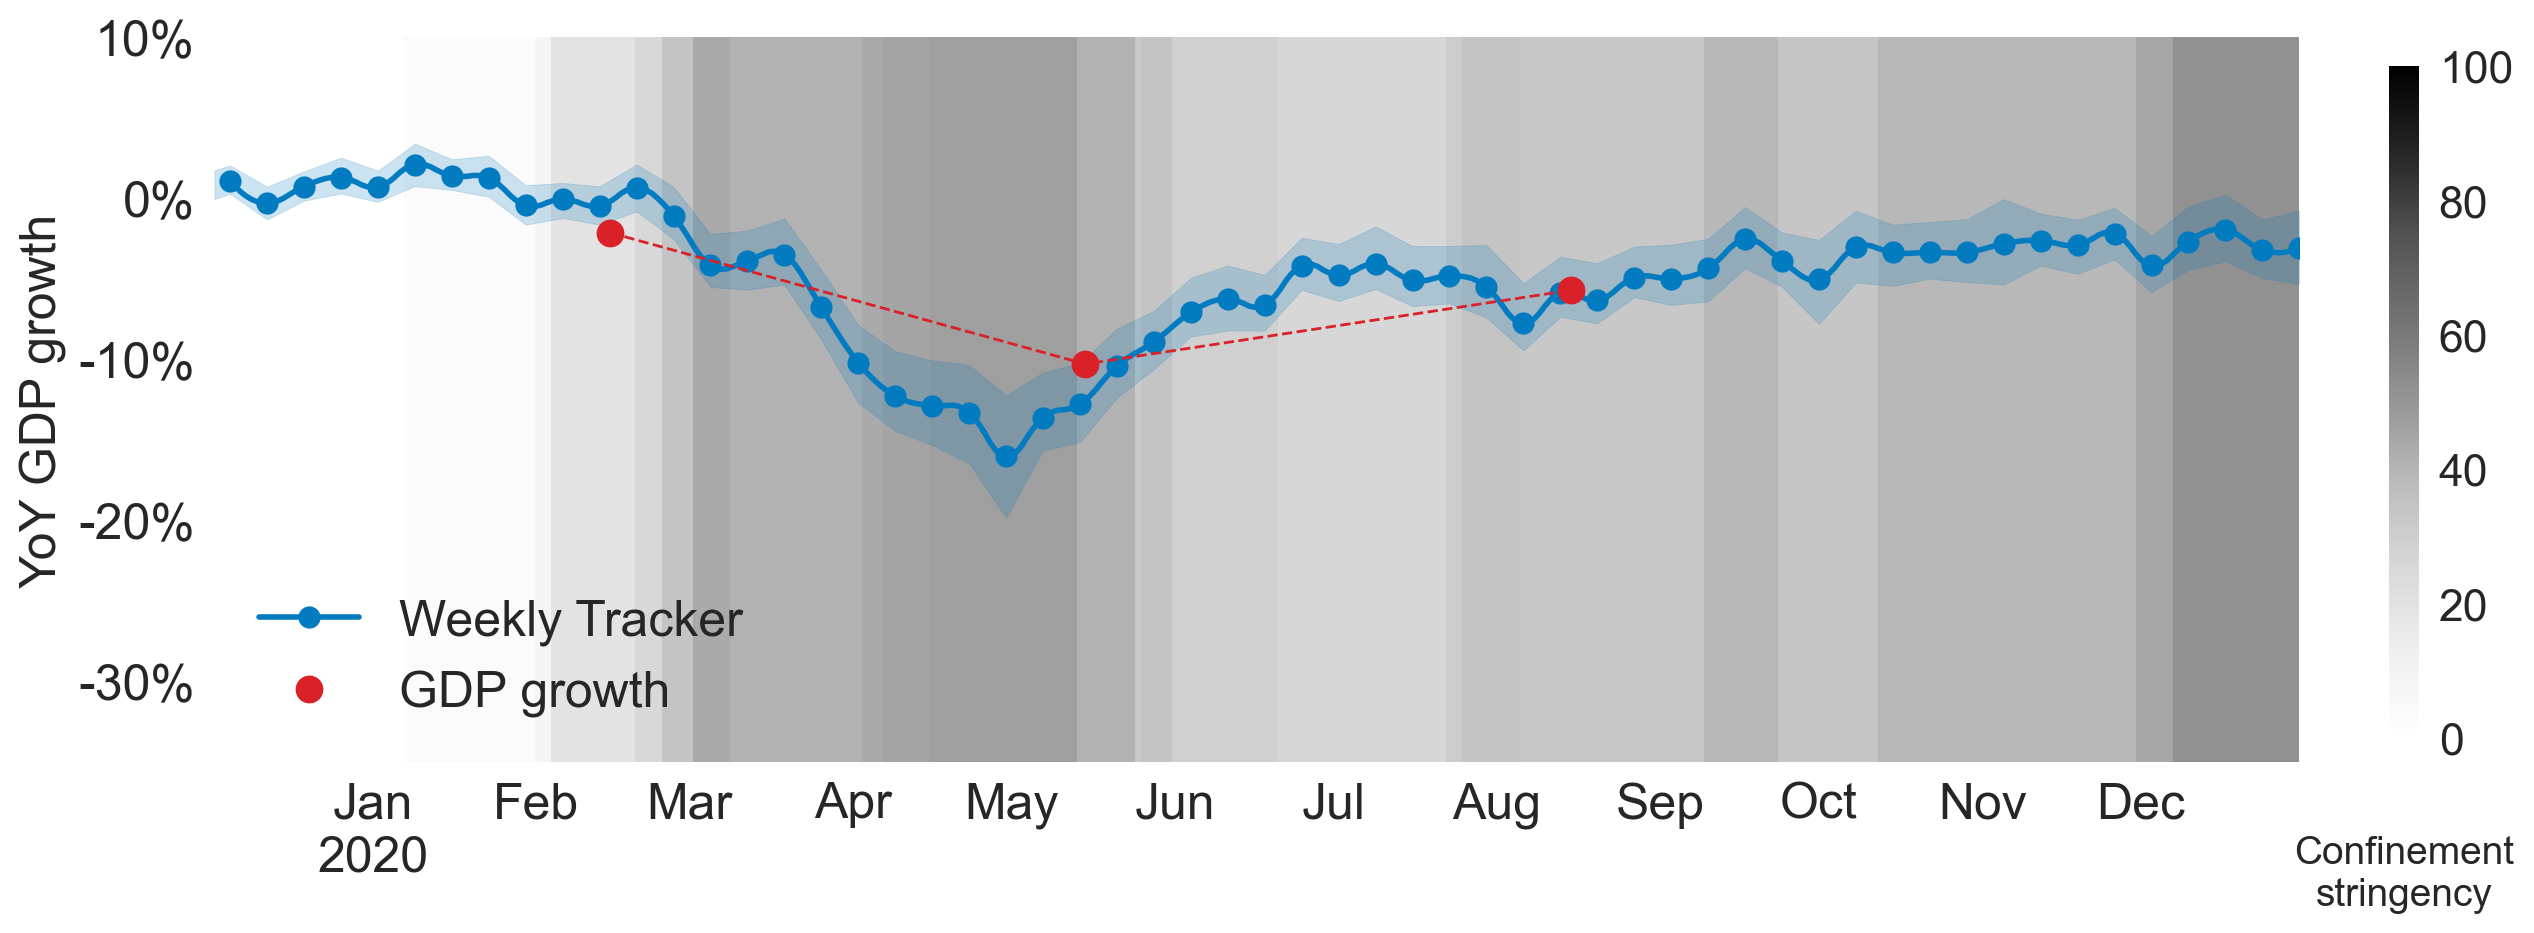 10%
0%
-10%
-20%
-30%
YoY GDP growth
Weekly Tracker
GDP growth
Jan Feb Mar Apr May Jun Jul Aug Sep Oct Nov Dec
2020
100
80
60
40
20
0
Confinement
stringency